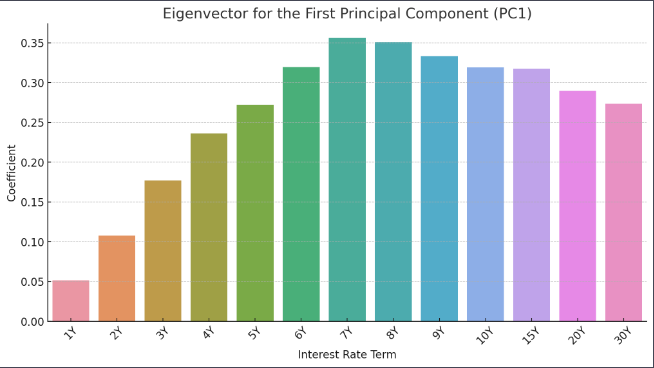 Eigenvector for the First Principal Component (PC1)
Coefficient
0.35
0.30
0.25
0.20
0.15
0.10
0.05
0.00
1Y
2Y
3Y
4Y
5Y
6Y
7Y
8Y
9Y
10Y
15Y
20Y
30Y
Interest Rate Term